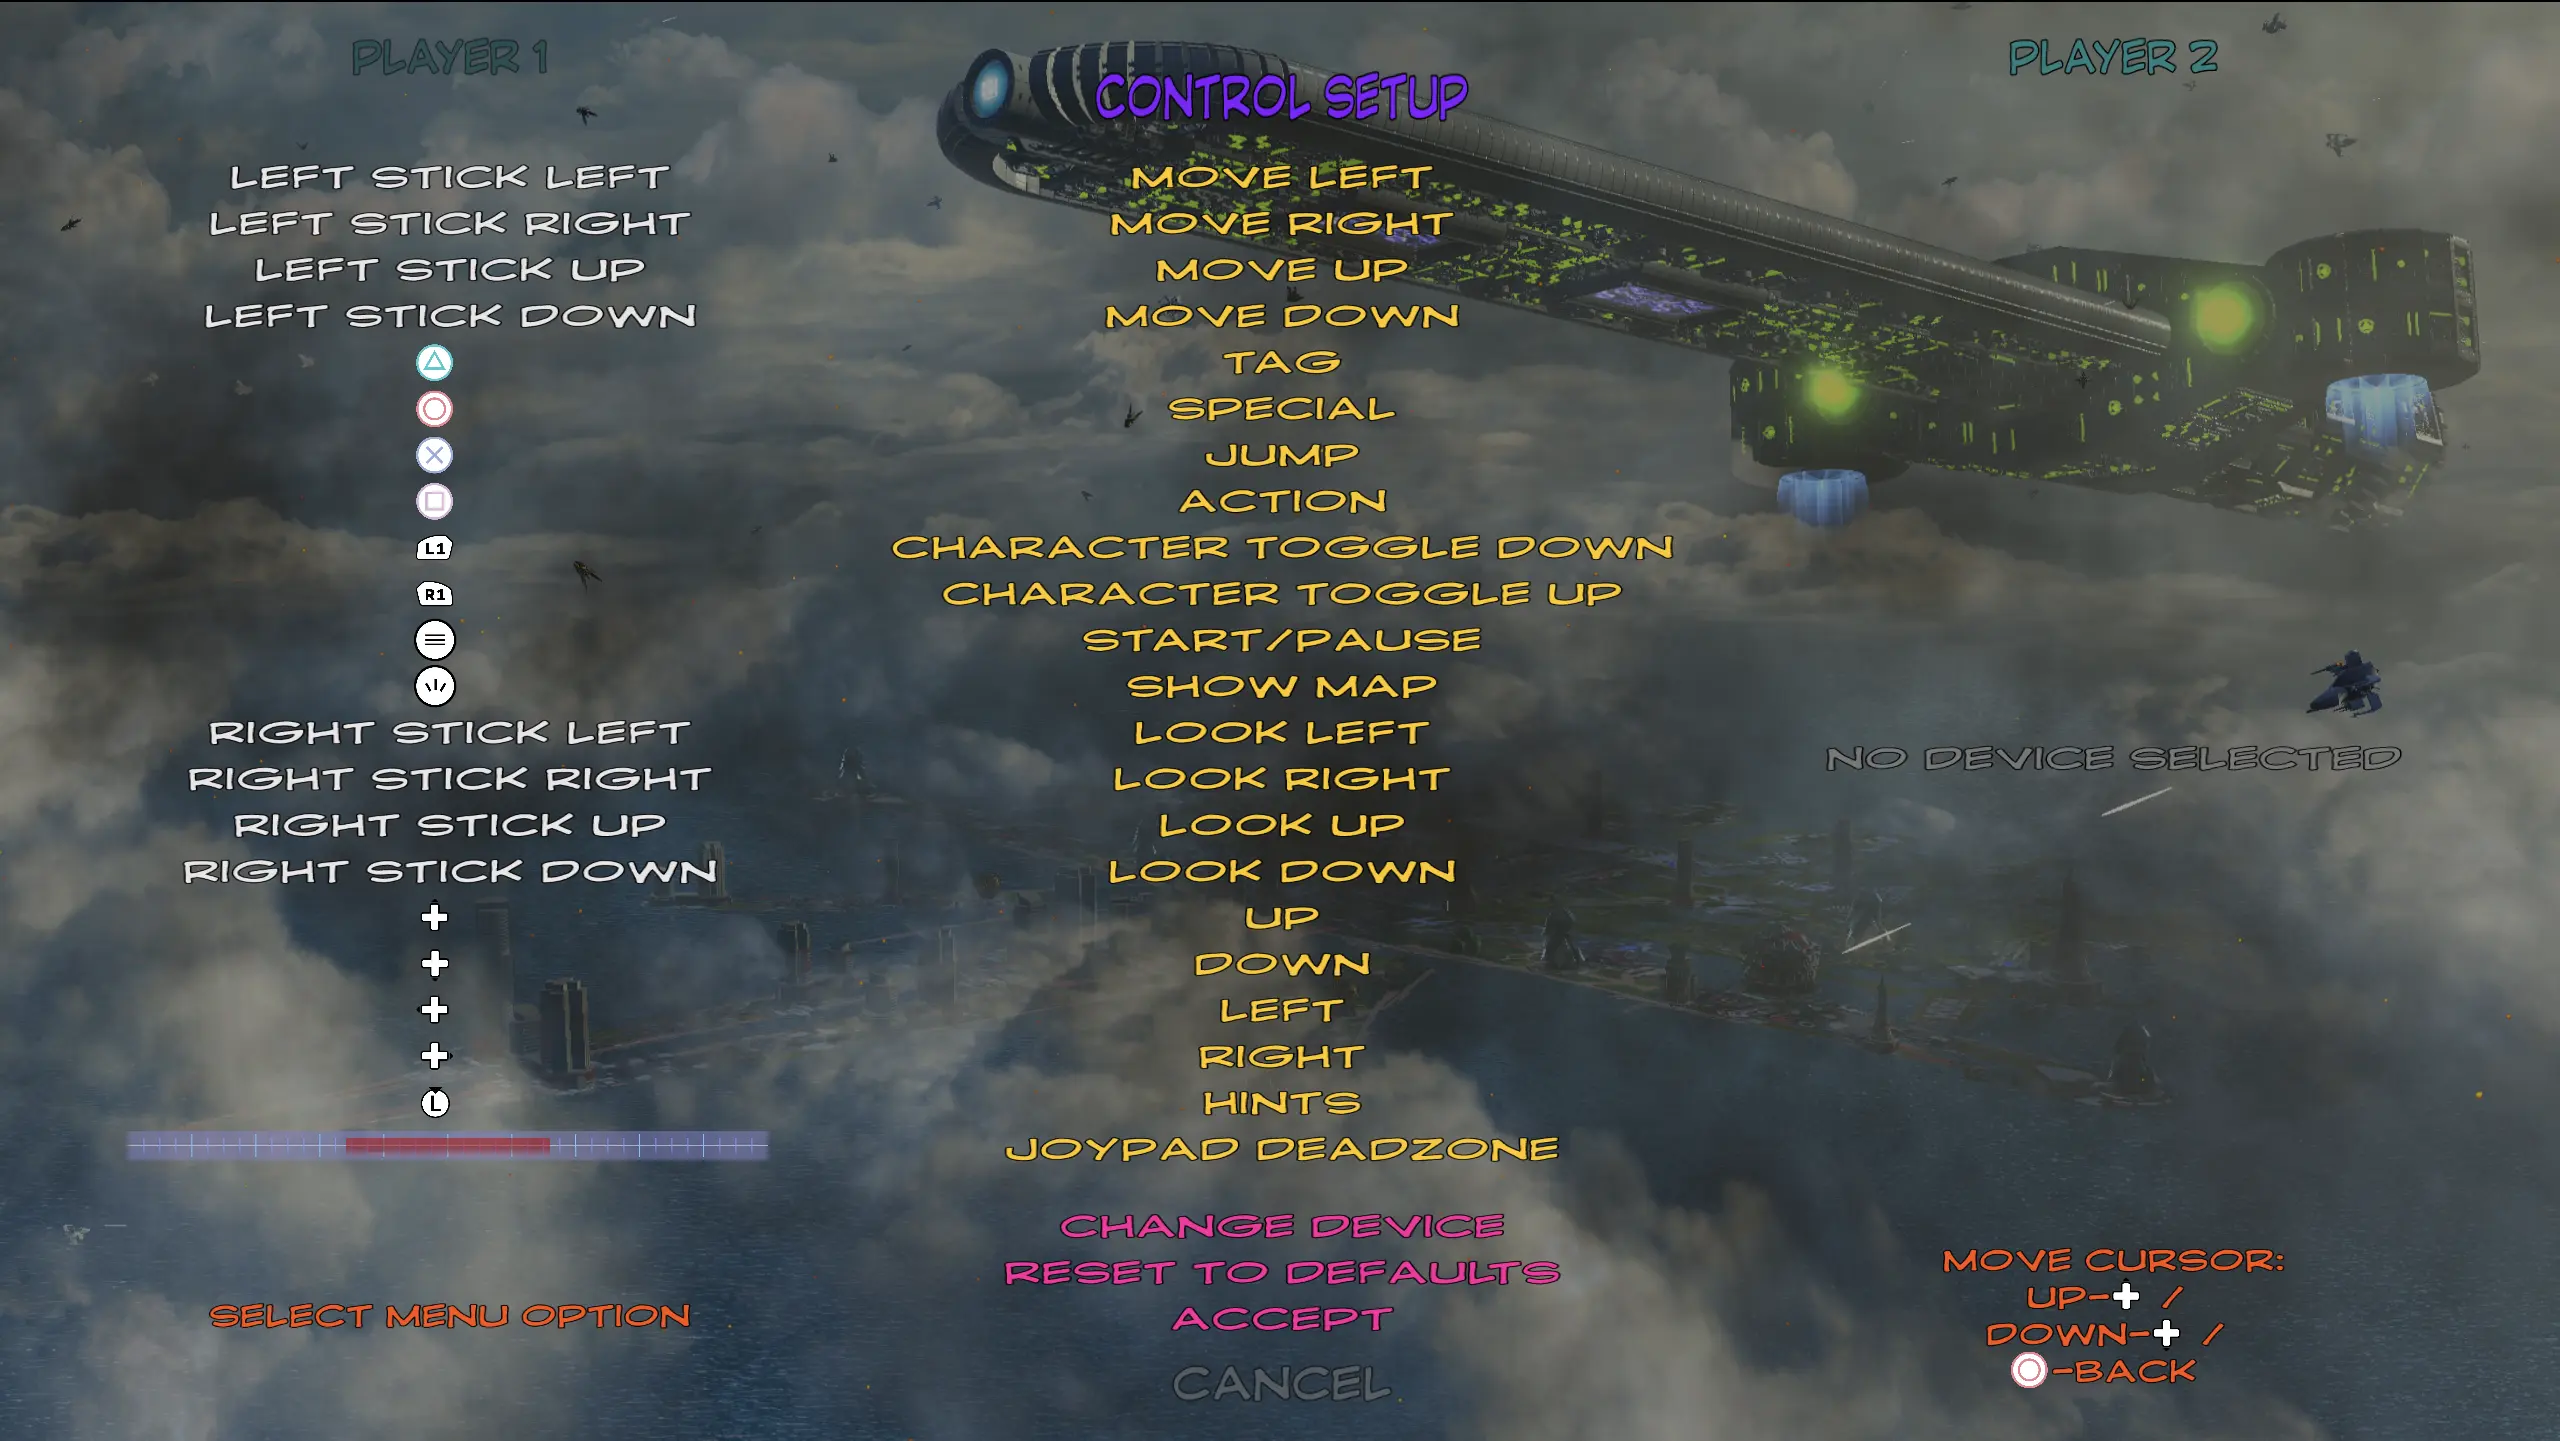 PLAYER 1
PLAYER 2
CONTROL SETUP
LEFT STICK LEFT MOVE LEFT
LEFT STICK RIGHT MOVE RIGHT
LEFT STICK UP MOVE UP
LEFT STICK DOWN MOVE DOWN
TAG
SPECIAL
JUMP
ACTION
L1 CHARACTER TOGGLE DOWN
R1 CHARACTER TOGGLE UP
START/PAUSE
SHOW MAP
RIGHT STICK LEFT LOOK LEFT
NO DEVICE SELECTED
RIGHT STICK RIGHT LOOK RIGHT
RIGHT STICK UP LOOK UP
RIGHT STICK DOWN LOOK DOWN
UP
DOWN
LEFT
RIGHT
L HINTS
JOYPAD DEADZONE
CHANGE DEVICE
RESET TO DEFAULTS
ACCEPT
CANCEL
SELECT MENU OPTION
MOVE CURSOR:
UP- /
DOWN- /
-BACK